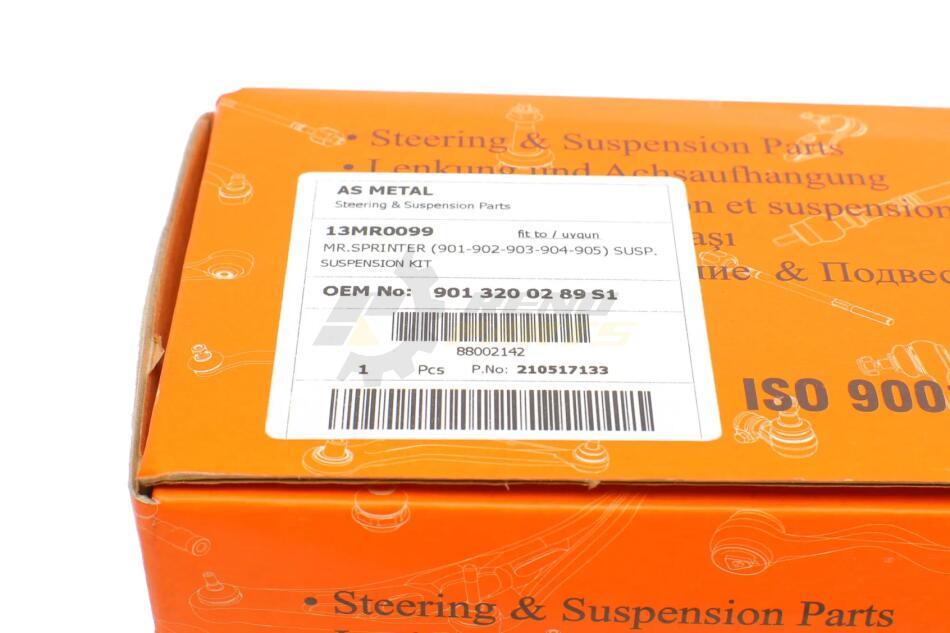 • Steering & Suspension Parts
• Lenkung und Achsaufhangung
on et suspension
aşı
ние & Подвес
AS METAL
Steering & Suspension Parts
13MR0099 fit to / uygun
MR.SPRINTER (901-902-903-904-905) SUSP.
SUSPENSION KIT
OEM No: 901 320 02 89 S1
88002142
1 Pcs P.No: 210517133
ISO 900
• Steering & Suspension Parts